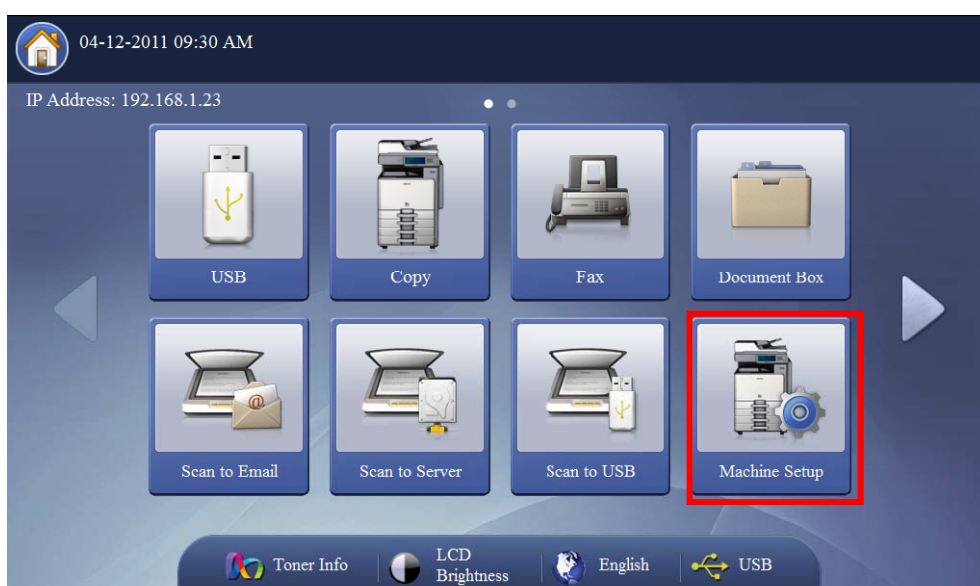 04-12-2011 09:30 AM
IP Address: 192.168.1.23
USB
Copy
Fax
Document Box
@
Scan to Email
Scan to Server
Scan to USB
Machine Setup
Toner Info
LCD
Brightness
English
USB